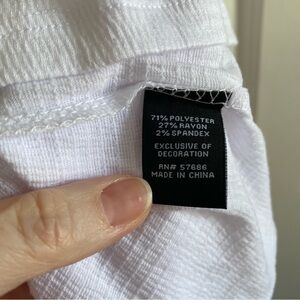 71% POLYESTER
27% RAYON
2% SPANDEX
EXCLUSIVE OF
DECORATION
RN# 57686
MADE IN CHINA